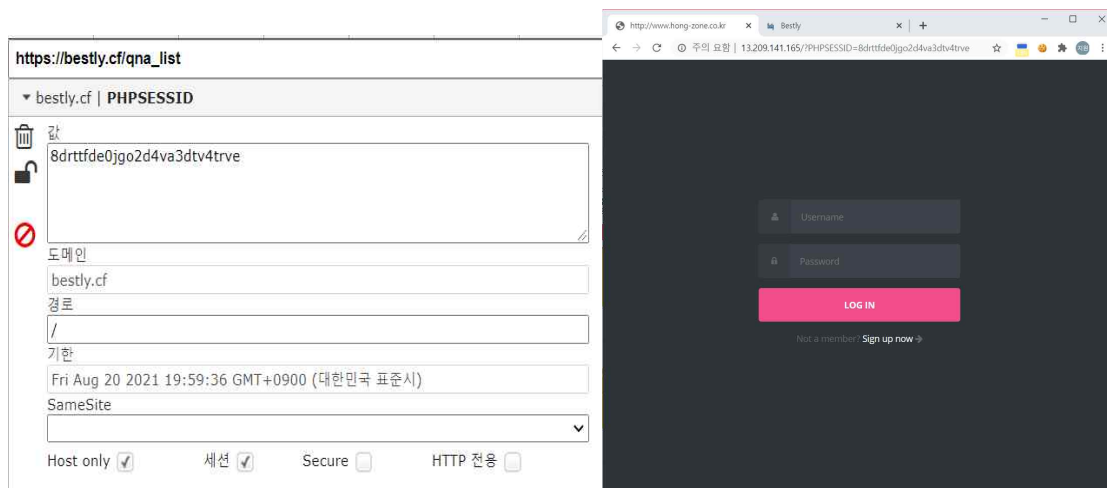 https://bestly.cf/qna_list
bestly.cf | PHPSESSID
값
8drttfde0jgo2d4va3dtv4trve
도메인
bestly.cf
경로
/
기한
Fri Aug 20 2021 19:59:36 GMT+0900 (대한민국 표준시)
SameSite
Host only 세션 Secure HTTP 전용
http://www.hong-zone.co.kr Bestly
주의 요함 | 13.209.141.165/?PHPSESSID=8drttfde0jgo2d4va3dtv4trve
Username
Password
LOG IN
Not a member? Sign up now